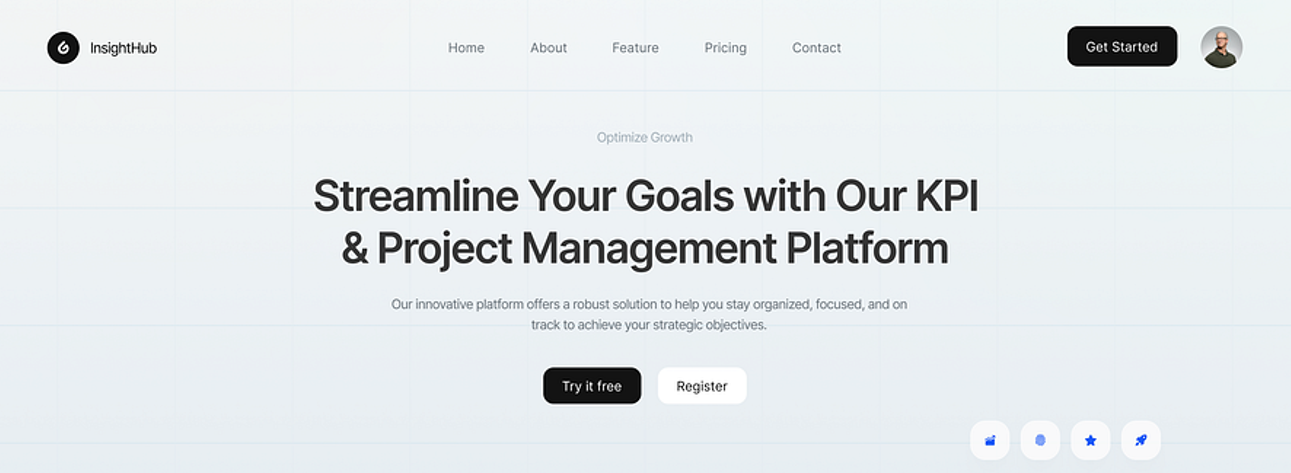 InsightHub
Home About Feature Pricing Contact
Get Started
Optimize Growth
Streamline Your Goals with Our KPI
& Project Management Platform
Our innovative platform offers a robust solution to help you stay organized, focused, and on
track to achieve your strategic objectives.
Try it free Register